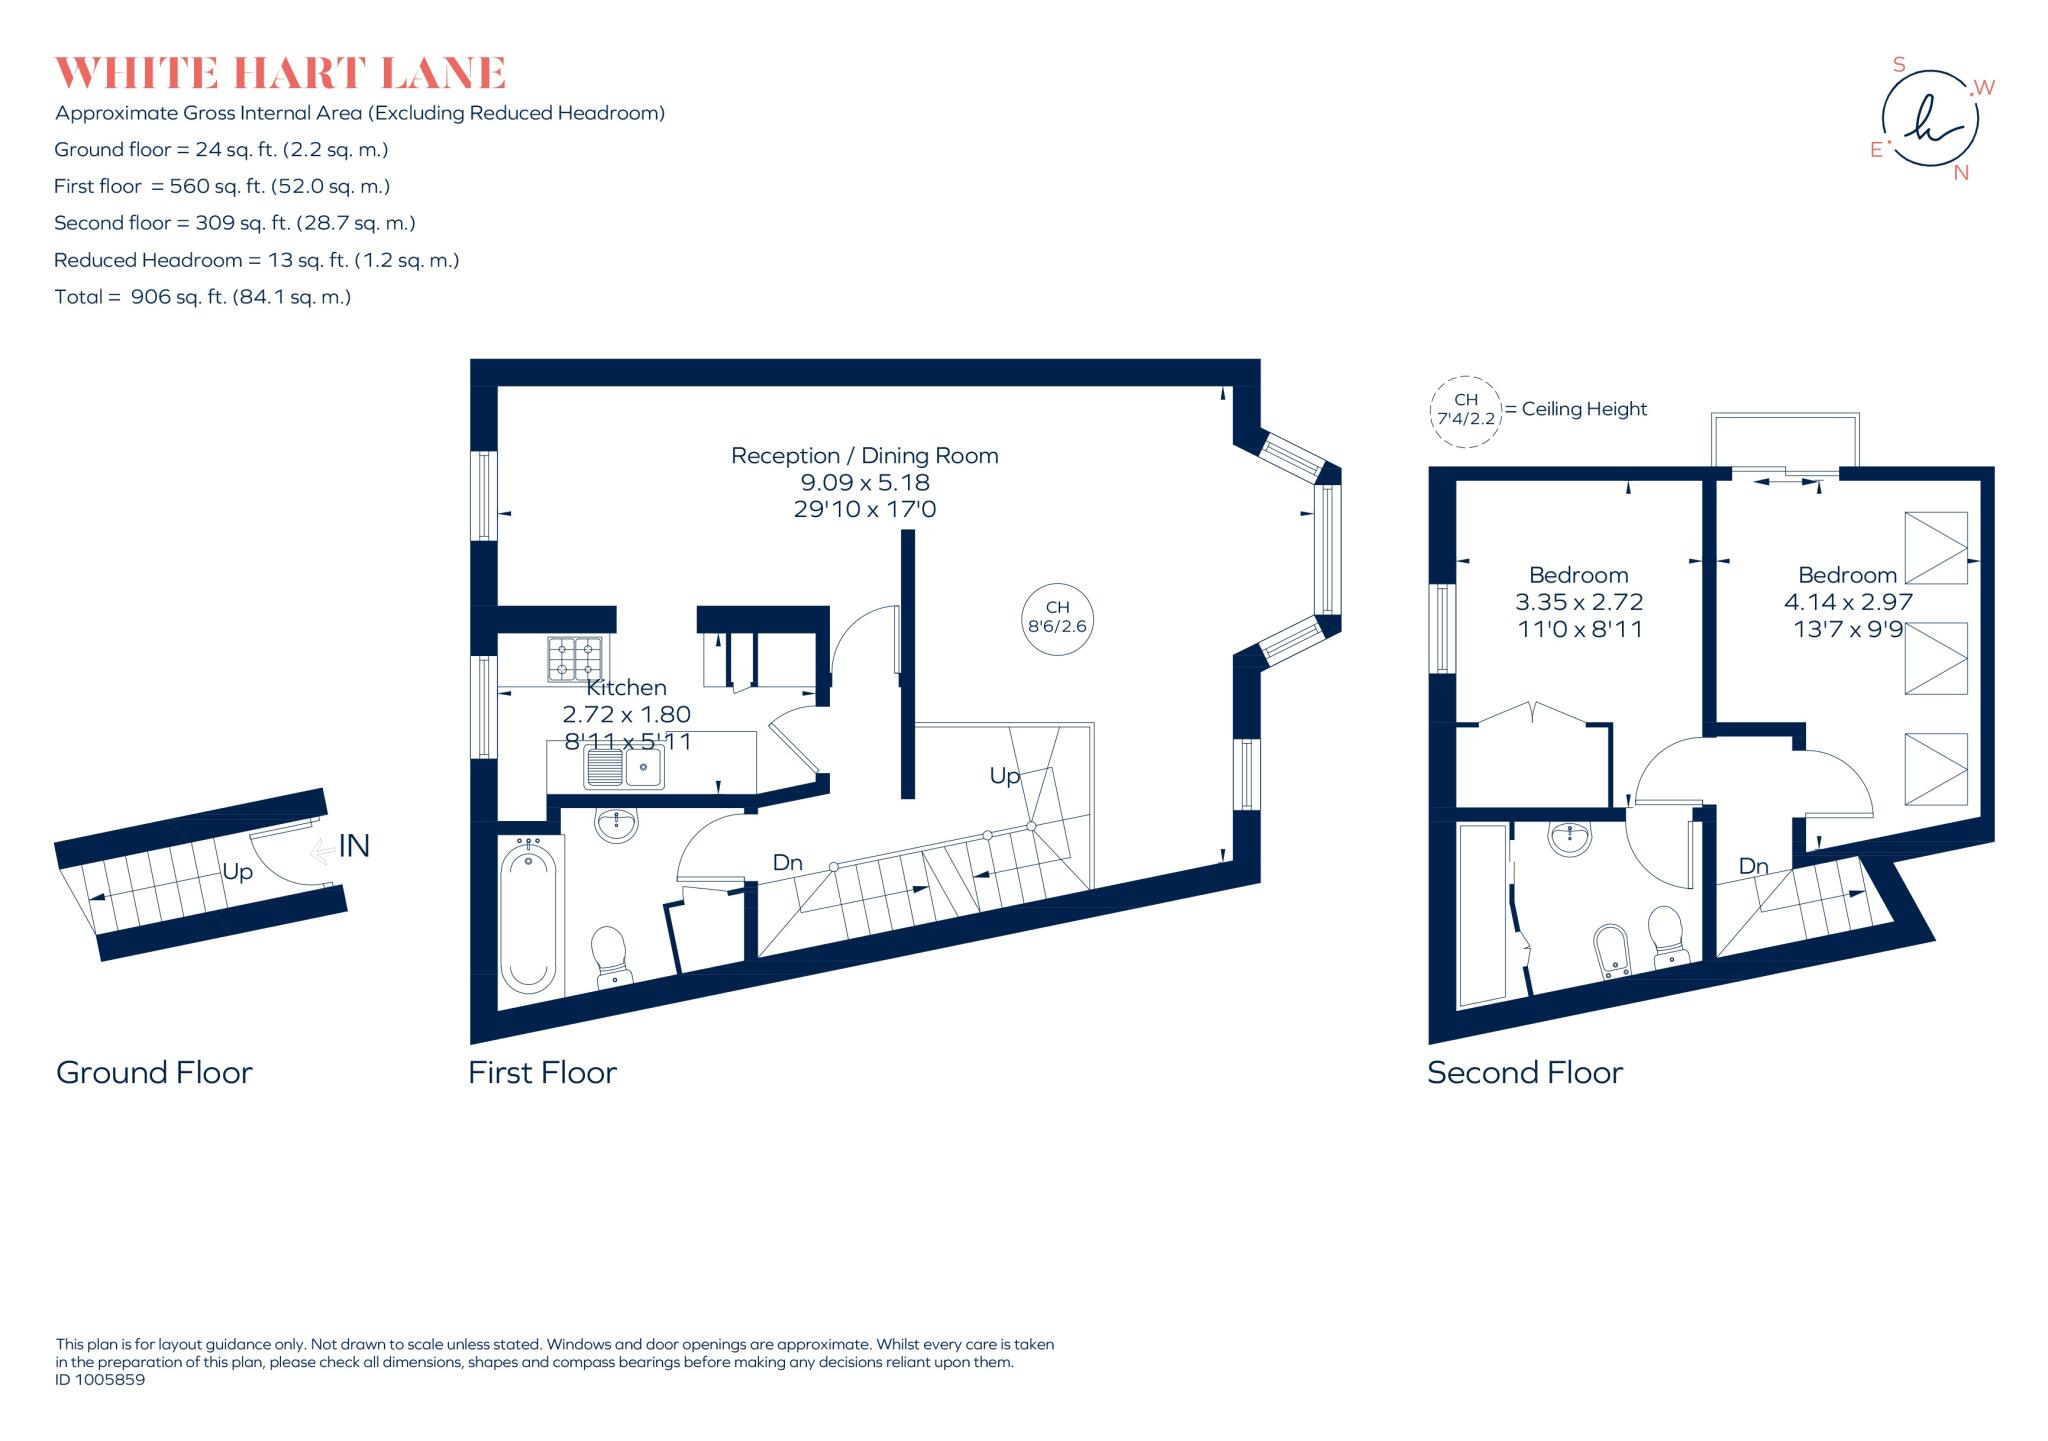 WHITE HART LANE
Approximate Gross Internal Area (Excluding Reduced Headroom)
Ground floor = 24 sq. ft. (2.2 sq. m.)
First floor = 560 sq. ft. (52.0 sq. m.)
Second floor = 309 sq. ft. (28.7 sq. m.)
Reduced Headroom = 13 sq. ft. (1.2 sq. m.)
Total = 906 sq. ft. (84.1 sq. m.)
S
W
E
N
IN
Up
Ground Floor
Reception / Dining Room
9.09 x 5.18
29'10 x 17'0
CH
8'6/2.6
Kitchen
2.72 x 1.80
8'11 x 5'11
Up
Dn
First Floor
CH
7'4/2.2
= Ceiling Height
Bedroom
3.35 x 2.72
11'0 x 8'11
Bedroom
4.14 x 2.97
13'7 x 9'9
Dn
Second Floor
This plan is for layout guidance only. Not drawn to scale unless stated. Windows and door openings are approximate. Whilst every care is taken
in the preparation of this plan, please check all dimensions, shapes and compass bearings before making any decisions reliant upon them.
ID 1005859